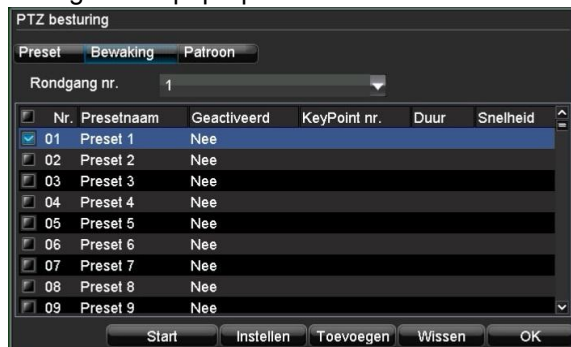 PTZ besturing
Preset Bewaking Patroon
Rondgang nr. 1
Nr. Presetnaam Geactiveerd KeyPoint nr. Duur Snelheid
01 Preset 1 Nee
02 Preset 2 Nee
03 Preset 3 Nee
04 Preset 4 Nee
05 Preset 5 Nee
06 Preset 6 Nee
07 Preset 7 Nee
08 Preset 8 Nee
09 Preset 9 Nee
Start Instellen Toevoegen Wissen OK